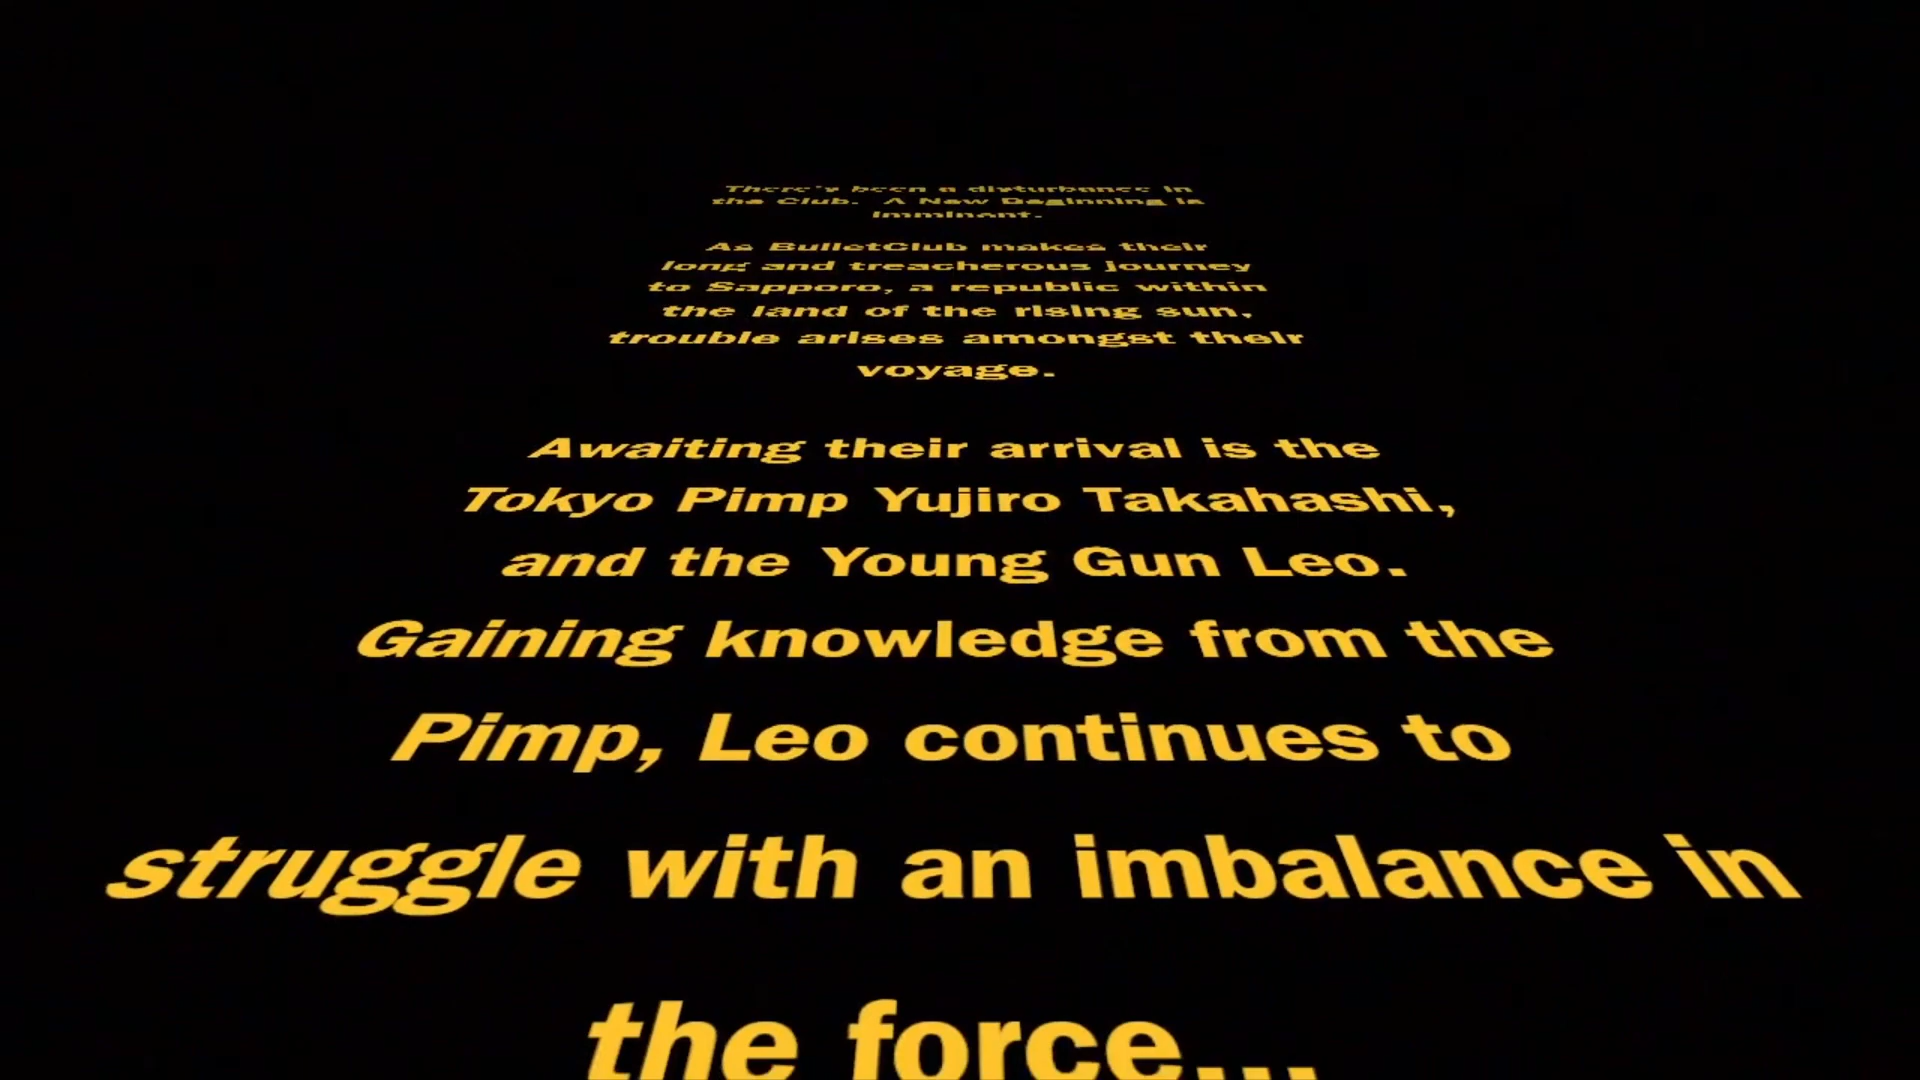 There's been a disturbance in
the Club. A New Beginning is
imminent.
As BulletClub makes their
long and treacherous journey
to Sapporo, a republic within
the land of the rising sun,
trouble arises amongst their
voyage.
Awaiting their arrival is the
Tokyo Pimp Yujiro Takahashi,
and the Young Gun Leo.
Gaining knowledge from the
Pimp, Leo continues to
struggle with an imbalance in
the force...